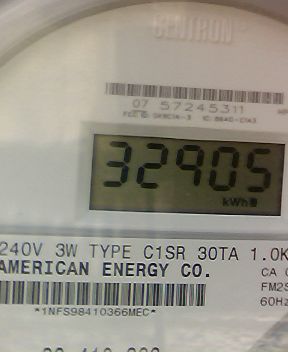 CENTRON
07 57245311
32905
kWh
240V 3W TYPE C1SR 30TA 1.0K
AMERICAN ENERGY CO.
CA
FM2S
60Hz
*1NFS98410366MEC*